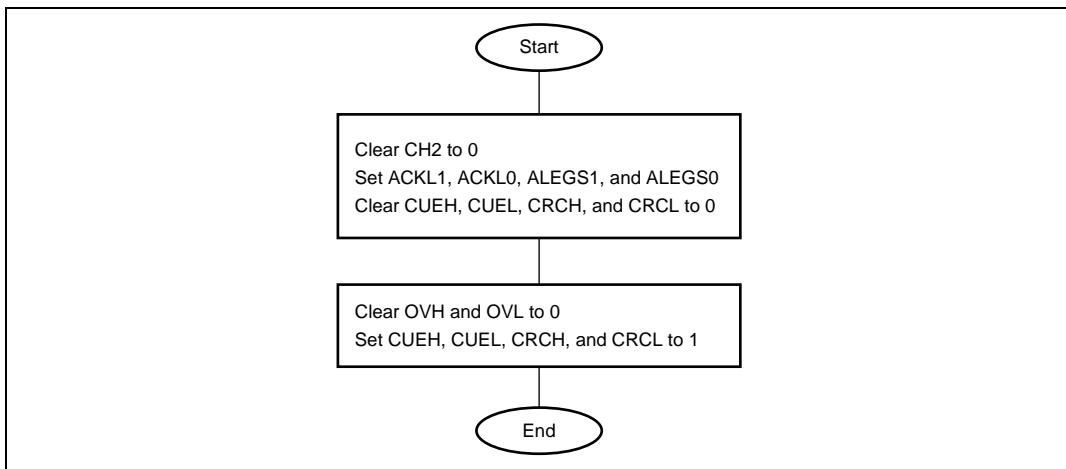 Start
Clear CH2 to 0
Set ACKL1, ACKL0, ALEGS1, and ALEGS0
Clear CUEH, CUEL, CRCH, and CRCL to 0
Clear OVH and OVL to 0
Set CUEH, CUEL, CRCH, and CRCL to 1
End